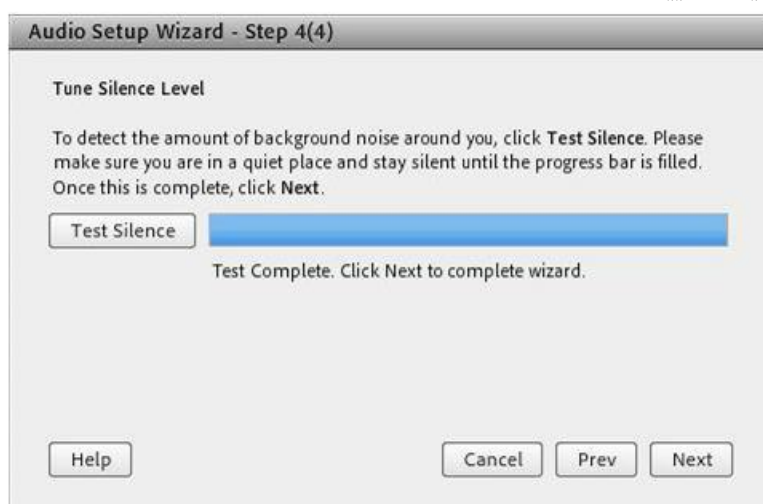 Audio Setup Wizard - Step 4(4)
Tune Silence Level
To detect the amount of background noise around you, click Test Silence. Please
make sure you are in a quiet place and stay silent until the progress bar is filled.
Once this is complete, click Next.
Test Silence
Test Complete. Click Next to complete wizard.
Help
Cancel
Prev
Next